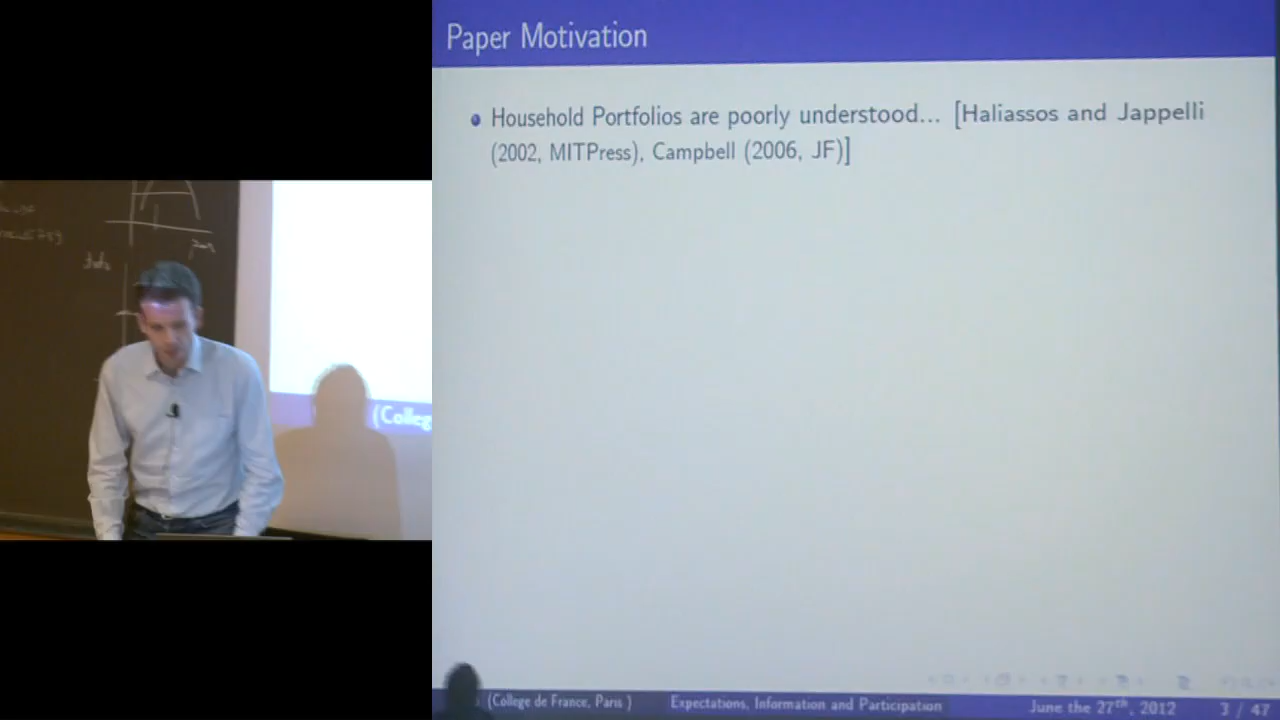 Paper Motivation
Household Portfolios are poorly understood... [Haliassos and Jappelli
(2002, MITPress), Campbell (2006, JF)]
(College de France, Paris ) Expectations, Information and Participation June the 27th, 2012 3 / 47
(Colleg